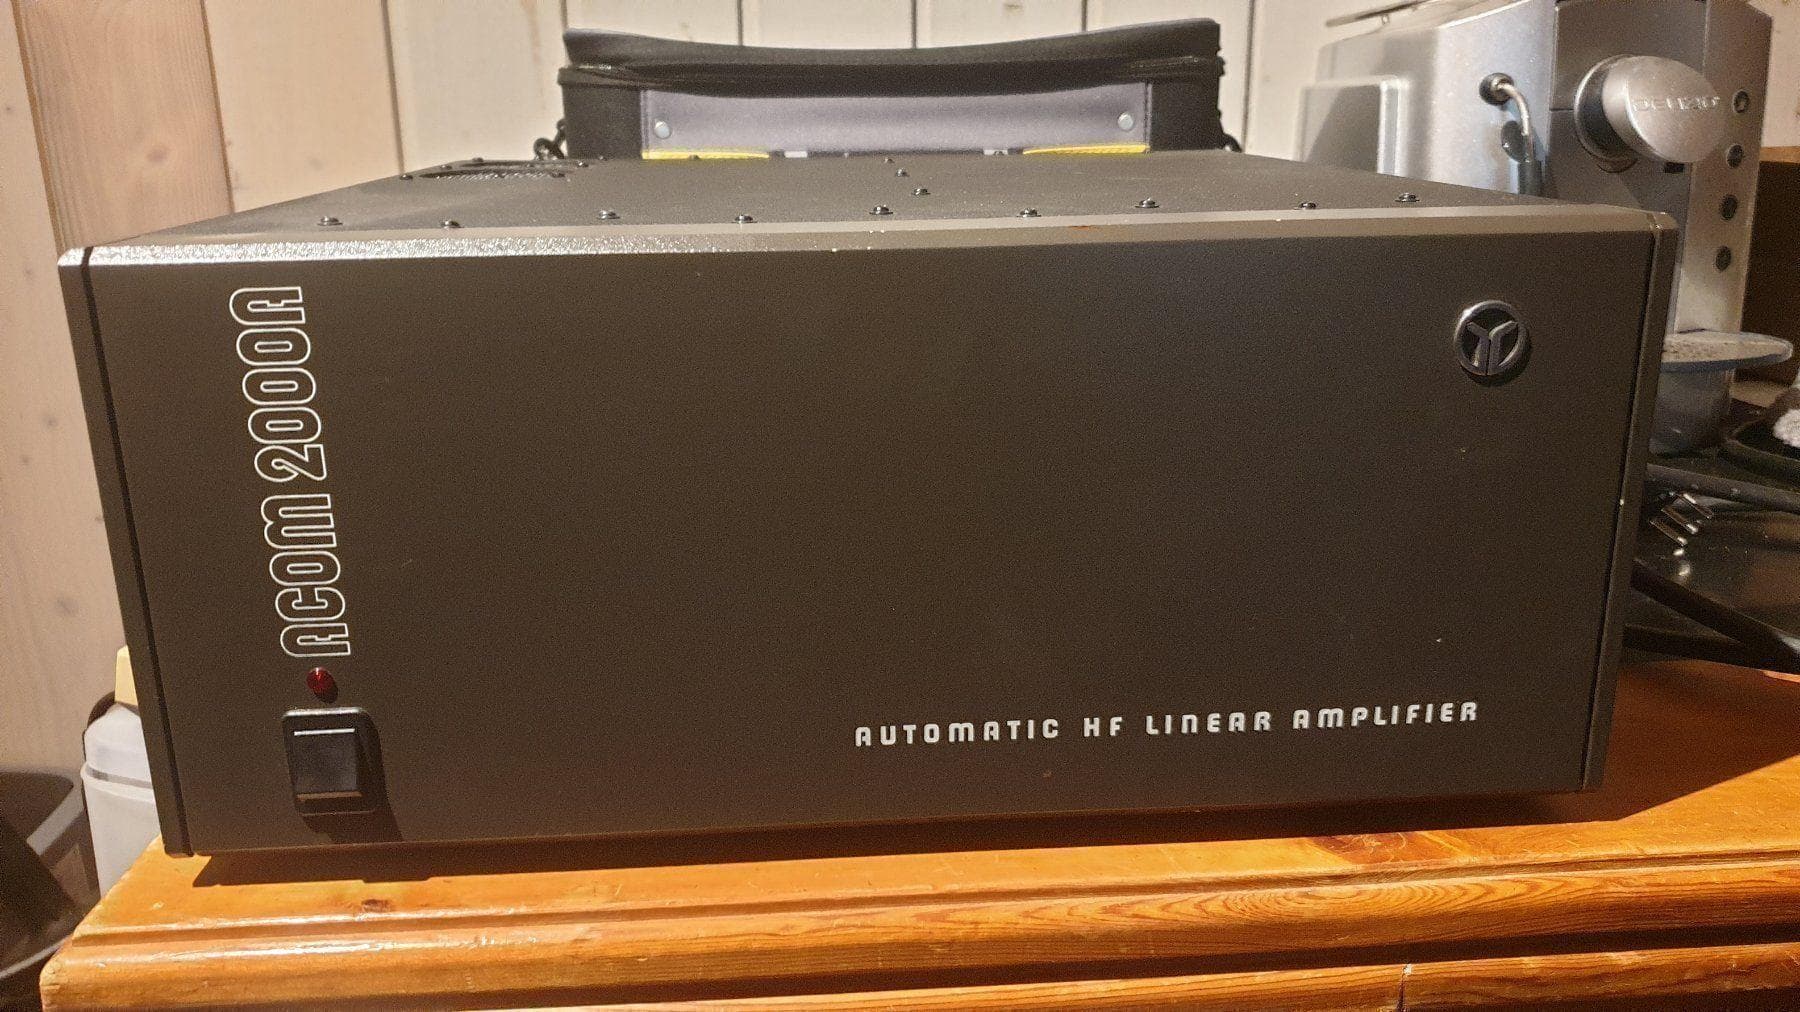 ACOM 2000A
AUTOMATIC HF LINEAR AMPLIFIER